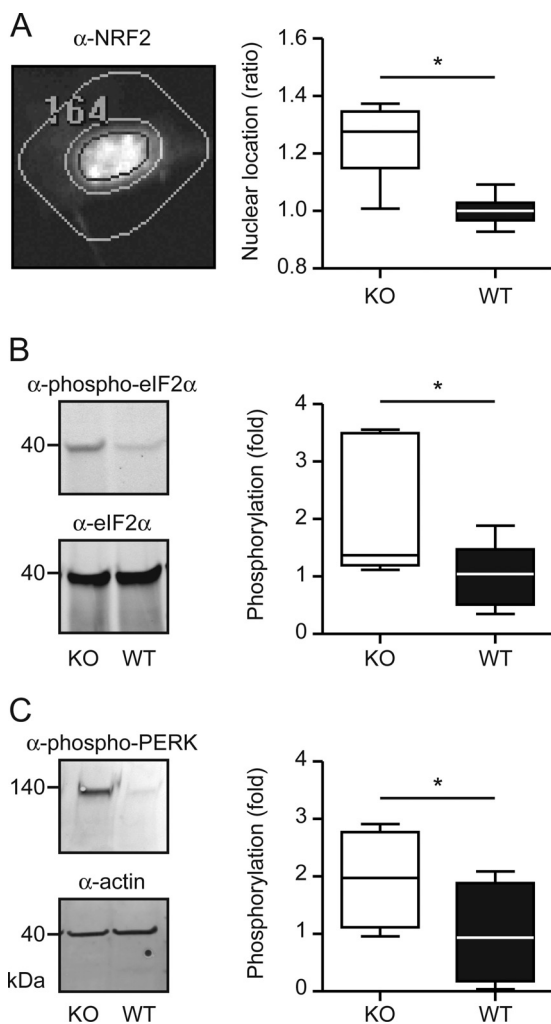 A
α-NRF2
164
Nuclear location (ratio)
1.6
1.4
1.2
1.0
0.8
*
KO
WT
B
α-phospho-eIF2α
40
α-eIF2α
40
KO
WT
Phosphorylation (fold)
4
3
2
1
0
*
KO
WT
C
α-phospho-PERK
140
α-actin
40
kDa
KO
WT
Phosphorylation (fold)
4
3
2
1
0
*
KO
WT